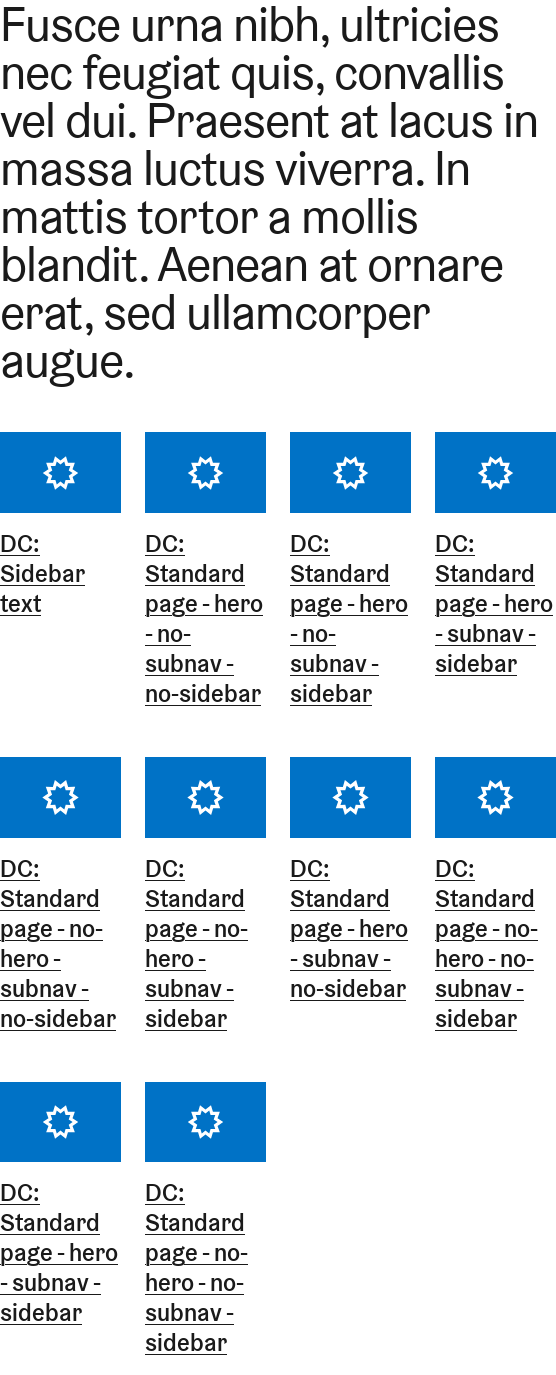 Fusce urna nibh, ultricies
nec feugiat quis, convallis
vel dui. Praesent at lacus in
massa luctus viverra. In
mattis tortor a mollis
blandit. Aenean at ornare
erat, sed ullamcorper
augue.
DC:
Sidebar
text
DC:
Standard
page - hero
- no-
subnav -
no-sidebar
DC:
Standard
page - hero
- no-
subnav -
sidebar
DC:
Standard
page - hero
- subnav -
sidebar
DC:
Standard
page - no-
hero -
subnav -
no-sidebar
DC:
Standard
page - no-
hero -
subnav -
sidebar
DC:
Standard
page - hero
- subnav -
no-sidebar
DC:
Standard
page - no-
hero - no-
subnav -
sidebar
DC:
Standard
page - hero
- subnav -
sidebar
DC:
Standard
page - no-
hero - no-
subnav -
sidebar